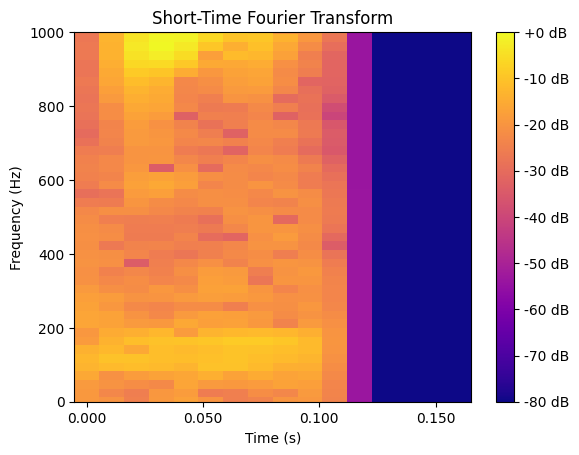 Short-Time Fourier Transform
Frequency (Hz)
1000
800
600
400
200
0
0.000
0.050
0.100
0.150
Time (s)
+0 dB
-10 dB
-20 dB
-30 dB
-40 dB
-50 dB
-60 dB
-70 dB
-80 dB